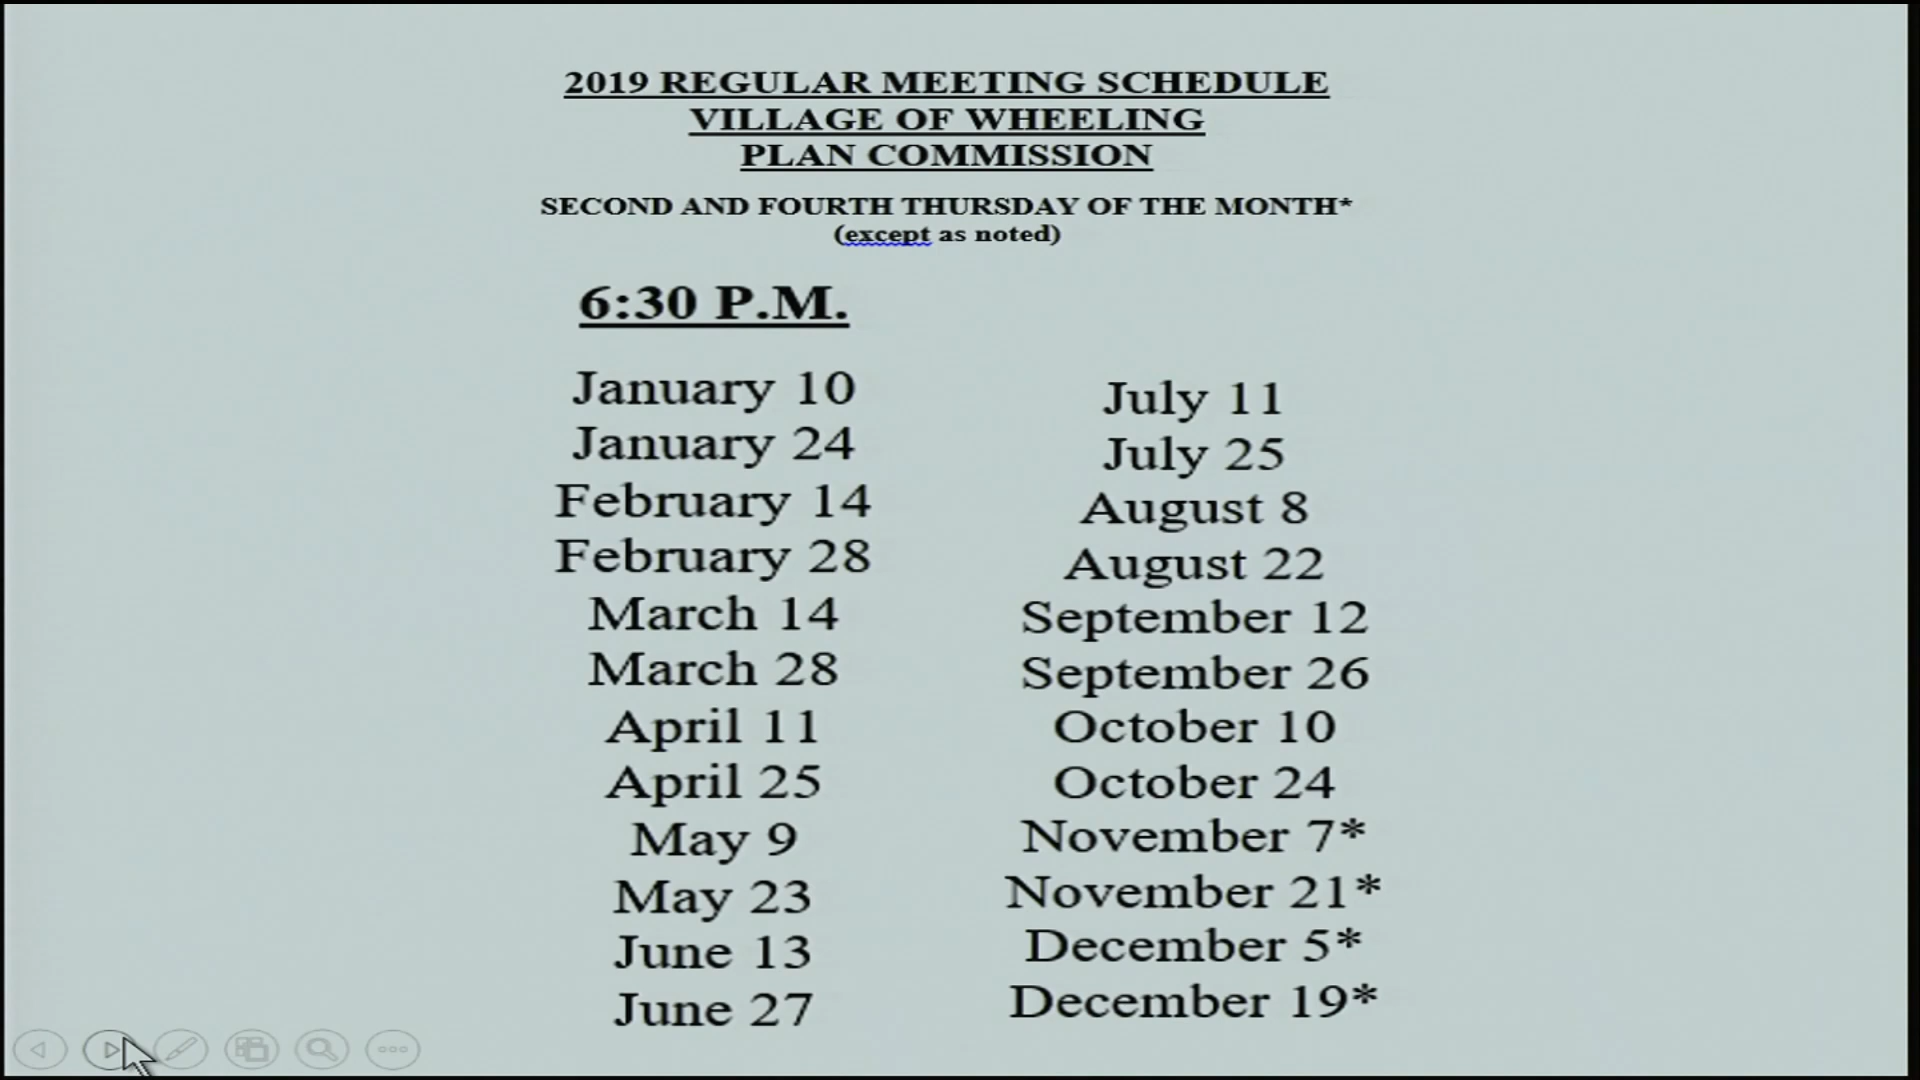 2019 REGULAR MEETING SCHEDULE
VILLAGE OF WHEELING
PLAN COMMISSION
SECOND AND FOURTH THURSDAY OF THE MONTH*
(except as noted)
6:30 P.M.
January 10
January 24
February 14
February 28
March 14
March 28
April 11
April 25
May 9
May 23
June 13
June 27
July 11
July 25
August 8
August 22
September 12
September 26
October 10
October 24
November 7*
November 21*
December 5*
December 19*